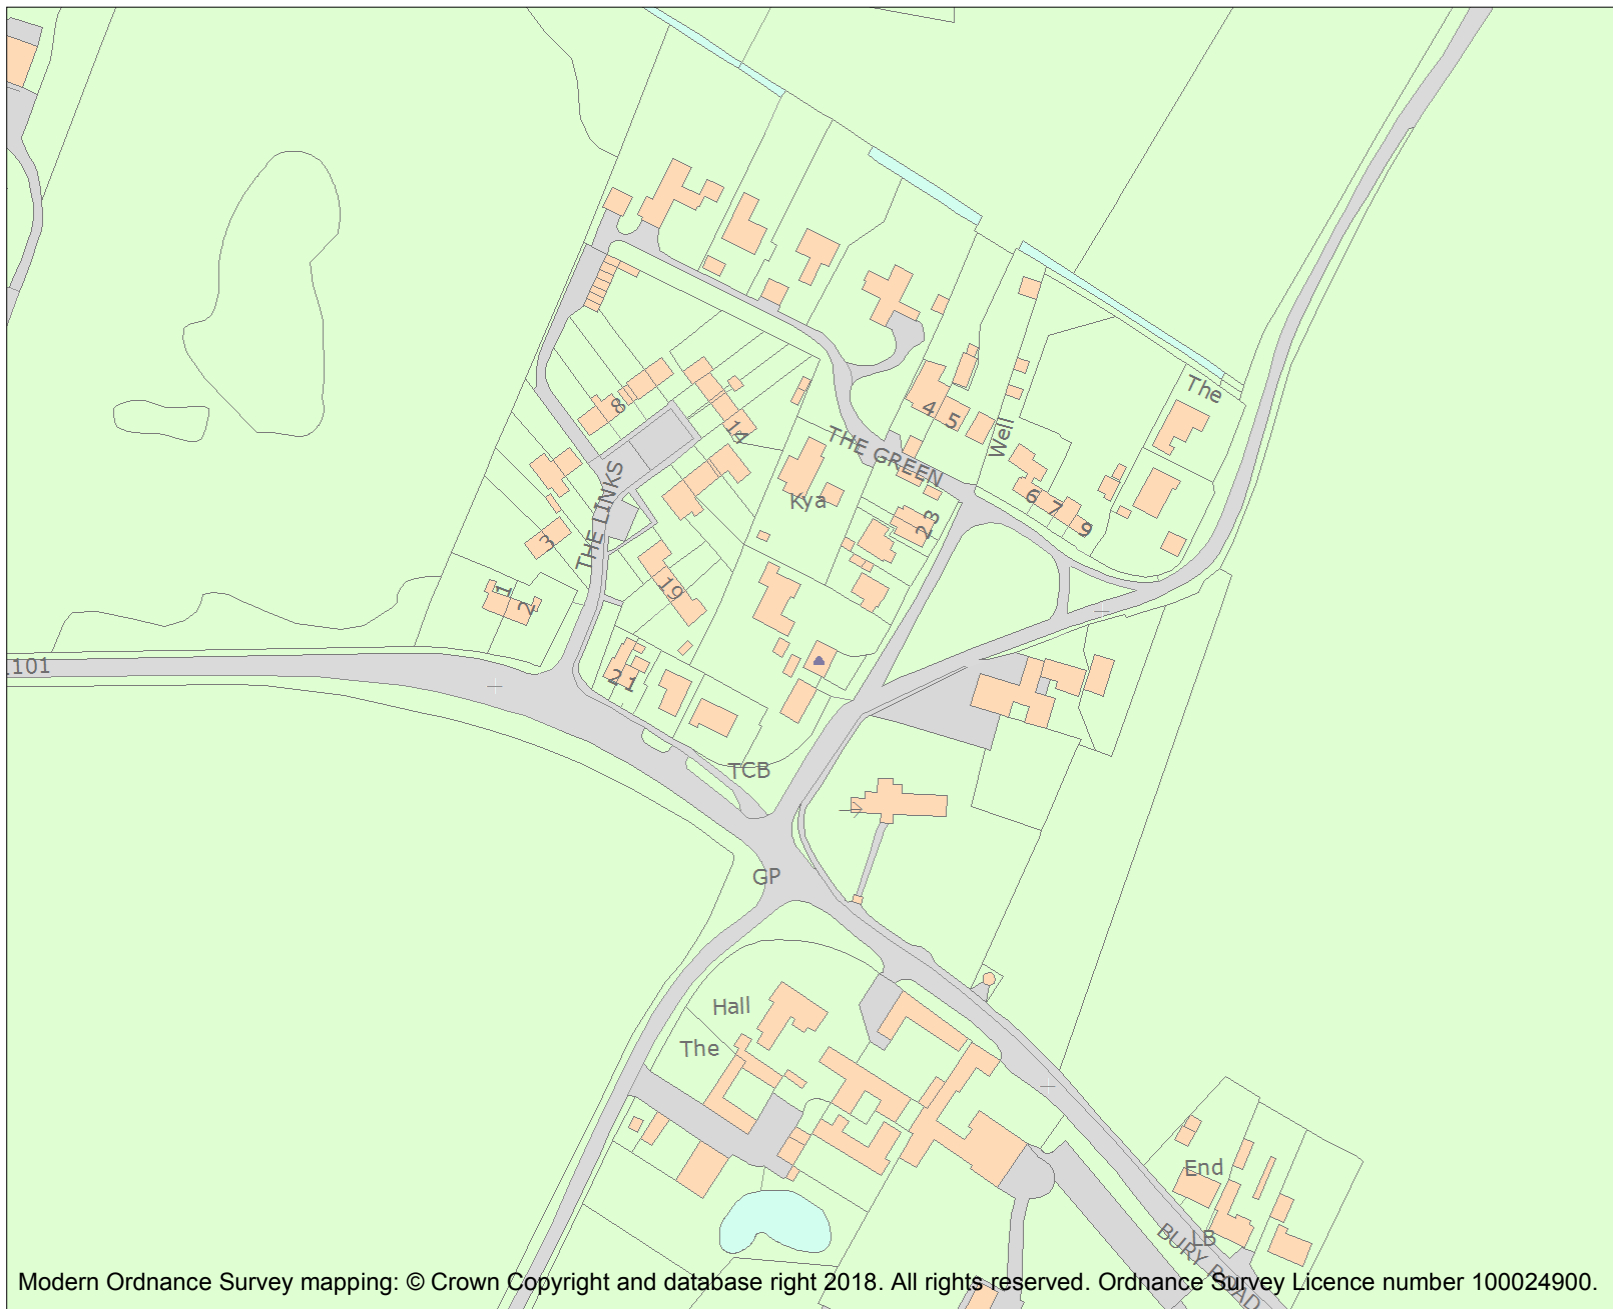 The
8
4
5
14
Well
THE GREEN
Kya
6
7
9
2
3
THE LINKS
3
1
2
19
101
21
TCB
GP
Hall
The
End
LB
BURY ROAD
Modern Ordnance Survey mapping: © Crown Copyright and database right 2018. All rights reserved. Ordnance Survey Licence number 100024900.